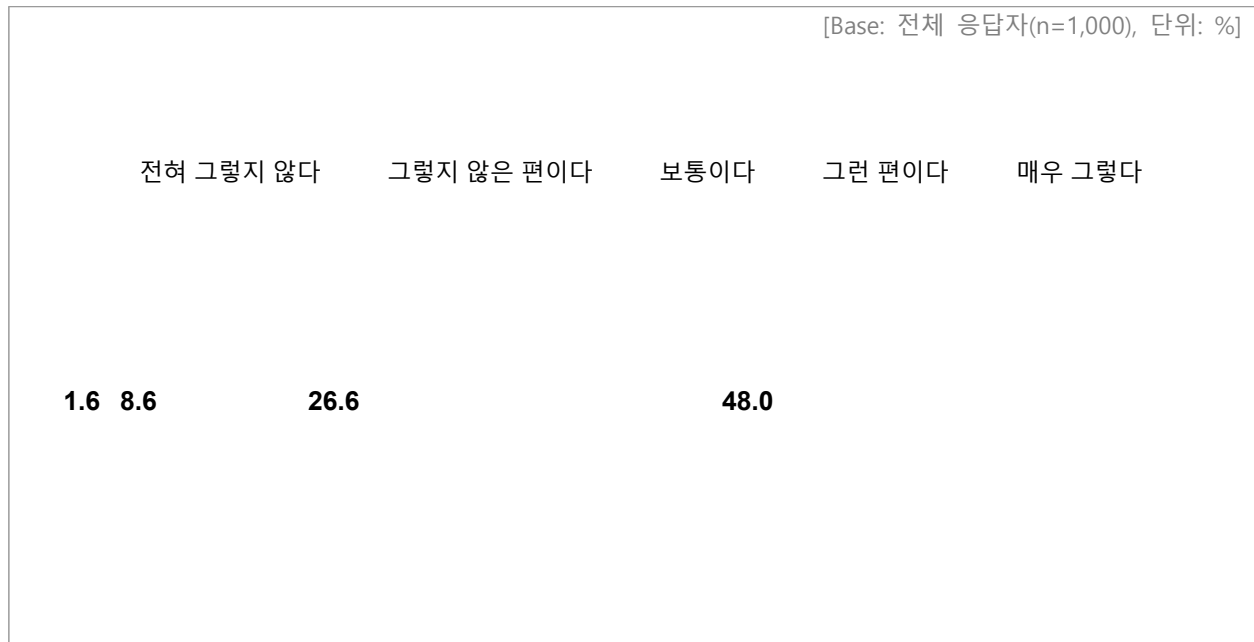 [Base: 전체 응답자(n=1,000), 단위: %]
전혀 그렇지 않다 그렇지 않은 편이다 보통이다 그런 편이다 매우 그렇다
1.6 8.6 26.6 48.0